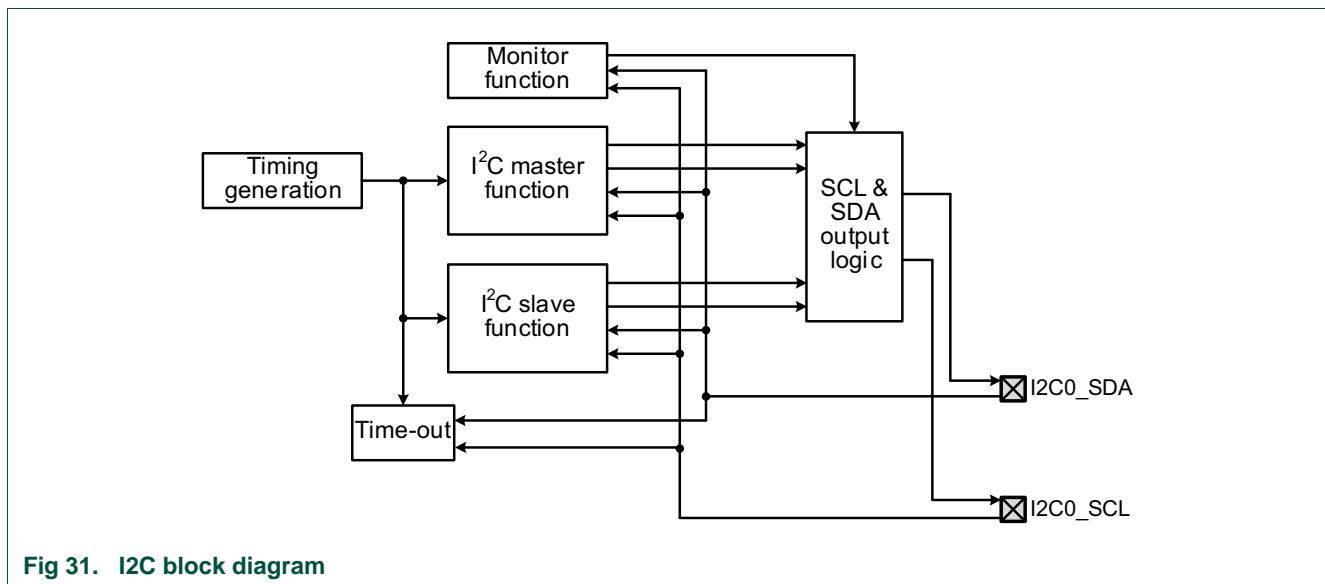 Monitor
function
Timing
generation
I²C master
function
SCL &
SDA
output
logic
I²C slave
function
Time-out
I2C0_SDA
I2C0_SCL
Fig 31. I2C block diagram